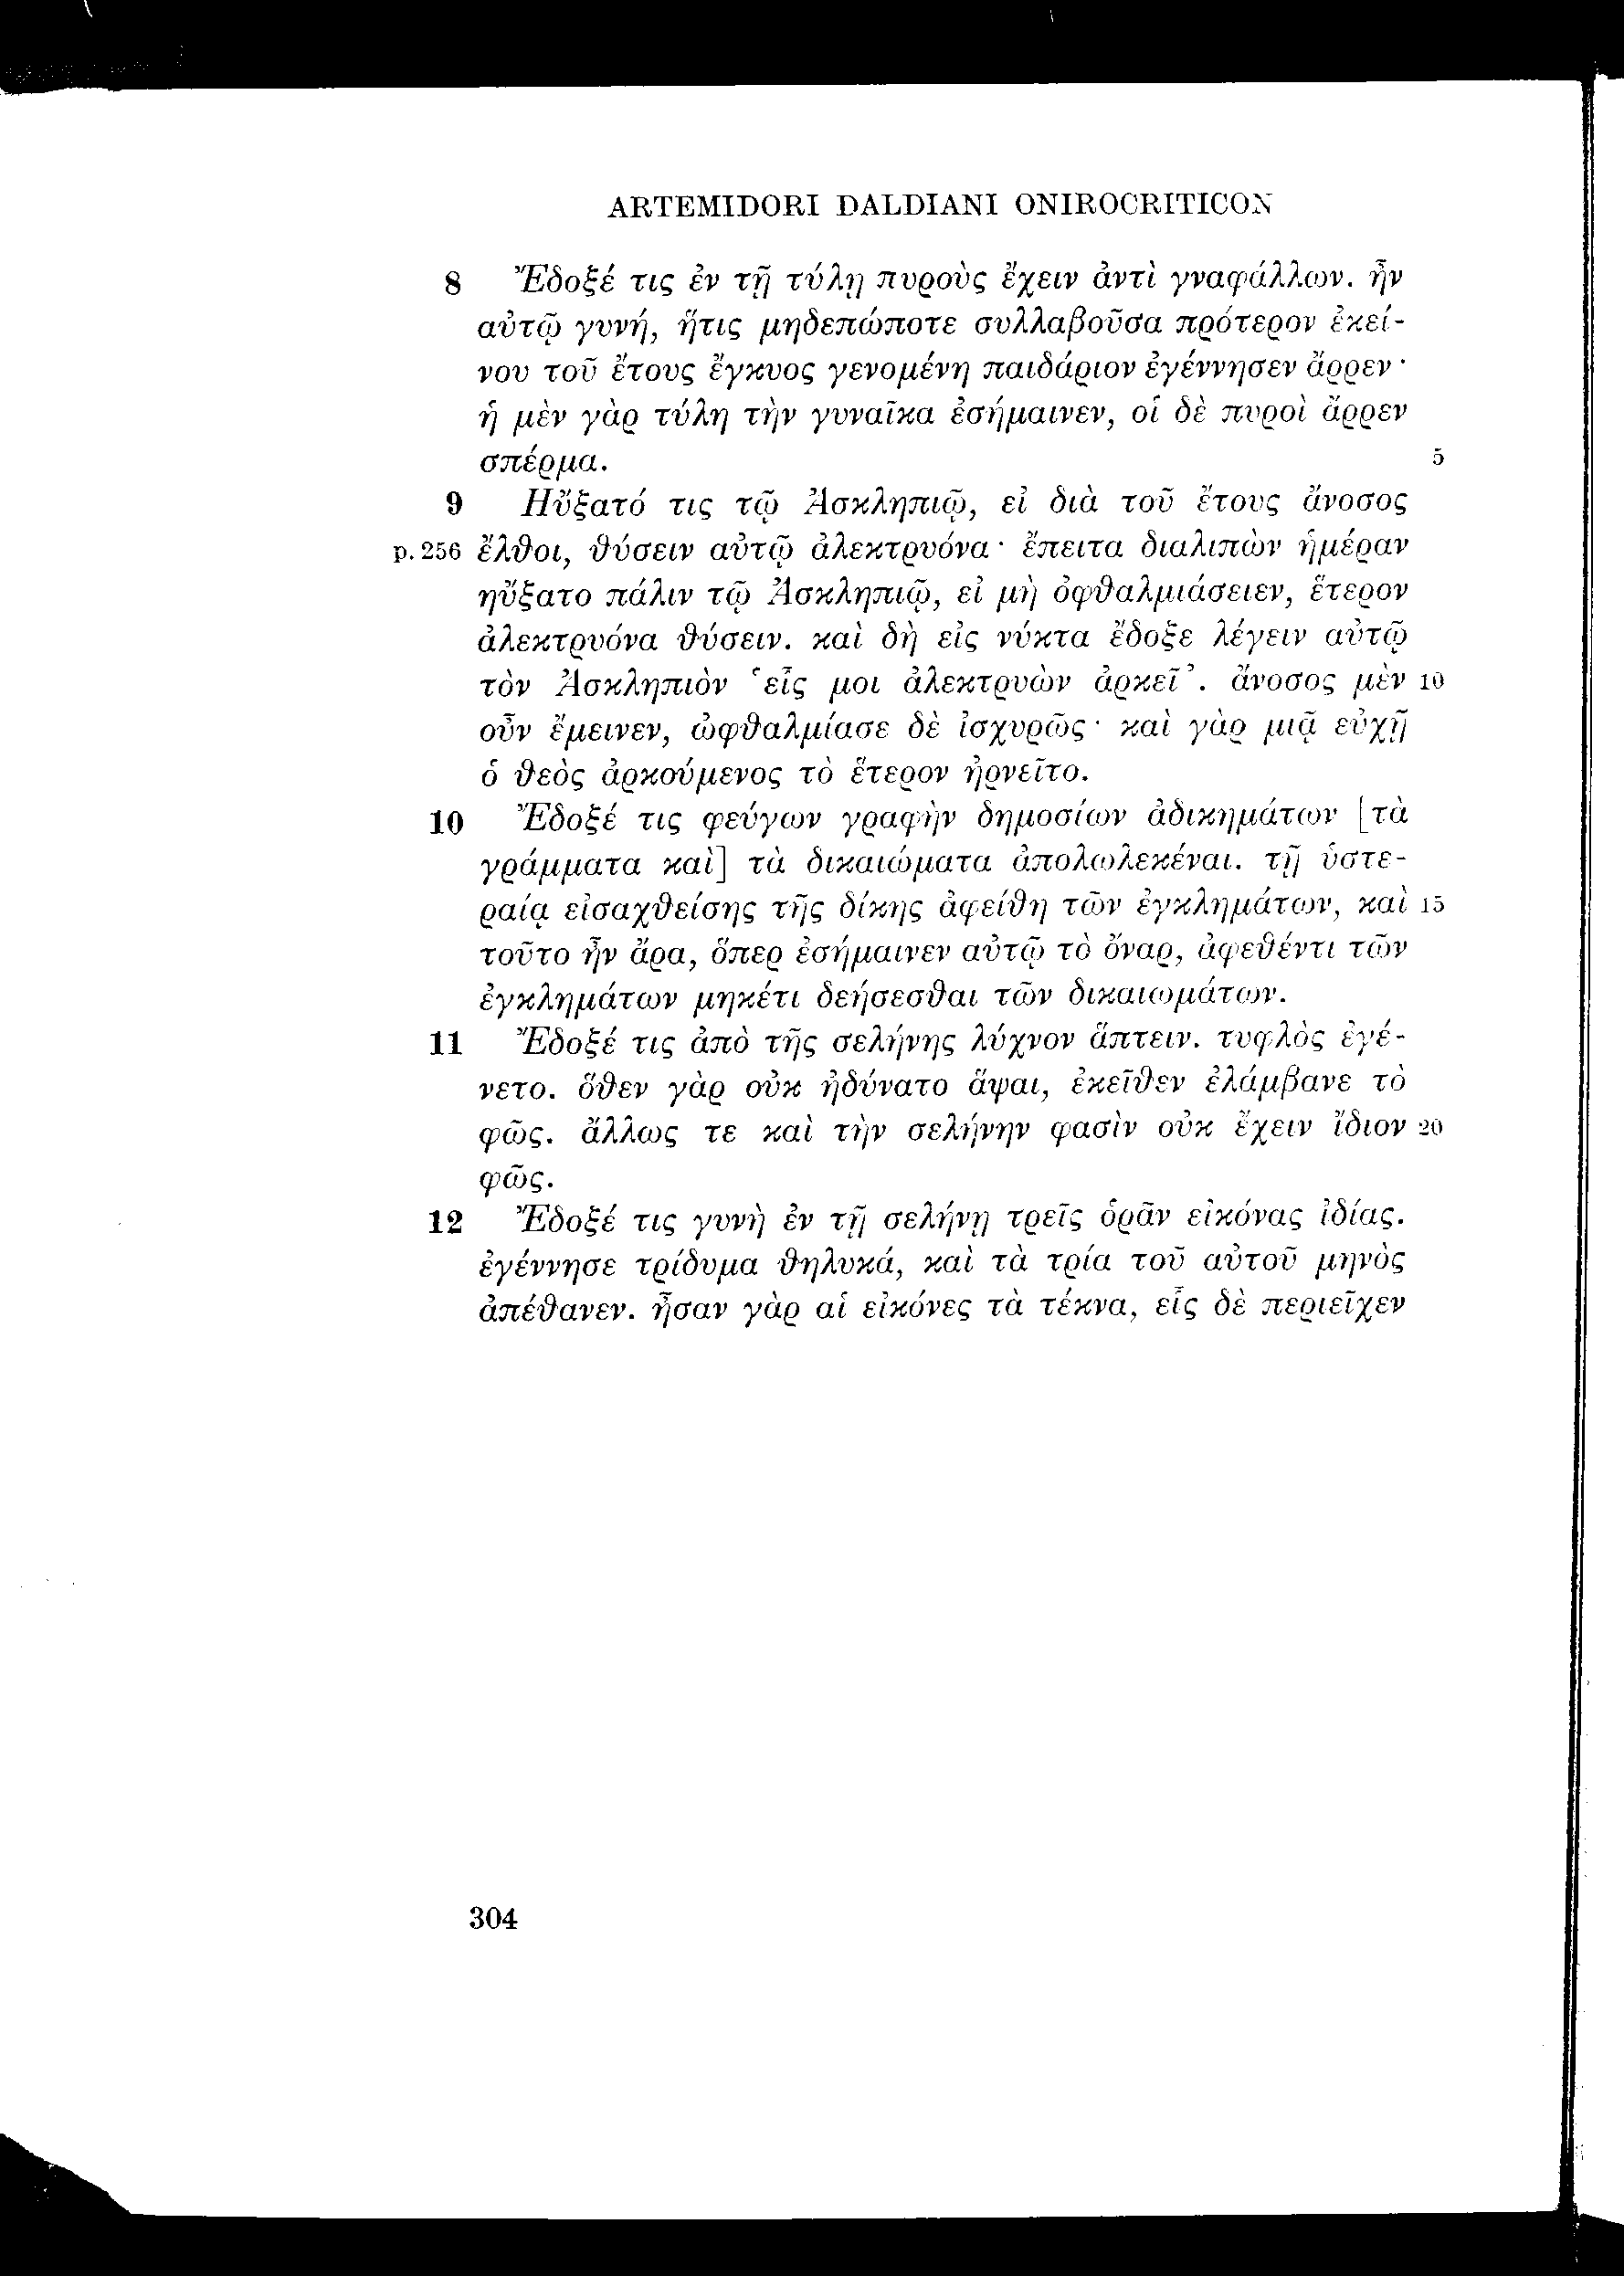 ARTEMIDORI DALDIANI ONIROCRITICON
8 Ἔδοξέ τις ἐν τῇ τύλῃ πυροὺς ἔχειν ἀντὶ γναφάλλων. ἦν
αὐτῷ γυνή, ἥτις μηδεπώποτε συλλαβοῦσα πρότερον ἐκεί-
νου τοῦ ἔτους ἔγκυος γενομένη παιδάριον ἐγέννησεν ἄρρεν·
ἡ μὲν γὰρ τύλη τὴν γυναῖκα ἐσήμαινεν, οἱ δὲ πυροὶ ἄρρεν
σπέρμα. 5
9 Ηὔξατό τις τῷ Ἀσκληπιῷ, εἰ διὰ τοῦ ἔτους ἄνοσος
p. 256 ἔλθοι, θύσειν αὐτῷ ἀλεκτρυόνα· ἔπειτα διαλιπὼν ἡμέραν
ηὔξατο πάλιν τῷ Ἀσκληπιῷ, εἰ μὴ ὀφθαλμιάσειεν, ἕτερον
ἀλεκτρυόνα θύσειν. καὶ δὴ εἰς νύκτα ἔδοξε λέγειν αὐτῷ
τὸν Ἀσκληπιὸν ‘εἷς μοι ἀλεκτρυὼν ἀρκεῖ’. ἄνοσος μὲν 10
οὖν ἔμεινεν, ὠφθαλμίασε δὲ ἰσχυρῶς· καὶ γὰρ μιᾷ εὐχῇ
ὁ θεὸς ἀρκούμενος τὸ ἕτερον ἠρνεῖτο.
10 Ἔδοξέ τις φεύγων γραφὴν δημοσίων ἀδικημάτων [τὰ
γράμματα καὶ] τὰ δικαιώματα ἀπολωλεκέναι. τῇ ὑστε-
ραίᾳ εἰσαχθείσης τῆς δίκης ἀφείθη τῶν ἐγκλημάτων, καὶ 15
τοῦτο ἦν ἄρα, ὅπερ ἐσήμαινεν αὐτῷ τὸ ὄναρ, ἀφεθέντι τῶν
ἐγκλημάτων μηκέτι δεήσεσθαι τῶν δικαιωμάτων.
11 Ἔδοξέ τις ἀπὸ τῆς σελήνης λύχνον ἅπτειν. τυφλὸς ἐγέ-
νετο. ὅθεν γὰρ οὐκ ἠδύνατο ἅψαι, ἐκεῖθεν ἐλάμβανε τὸ
φῶς. ἄλλως τε καὶ τὴν σελήνην φασὶν οὐκ ἔχειν ἴδιον 20
φῶς.
12 Ἔδοξέ τις γυνὴ ἐν τῇ σελήνῃ τρεῖς ὁρᾶν εἰκόνας ἰδίας.
ἐγέννησε τρίδυμα θηλυκά, καὶ τὰ τρία τοῦ αὐτοῦ μηνὸς
ἀπέθανεν. ἦσαν γὰρ αἱ εἰκόνες τὰ τέκνα, εἷς δὲ περιεῖχεν
304